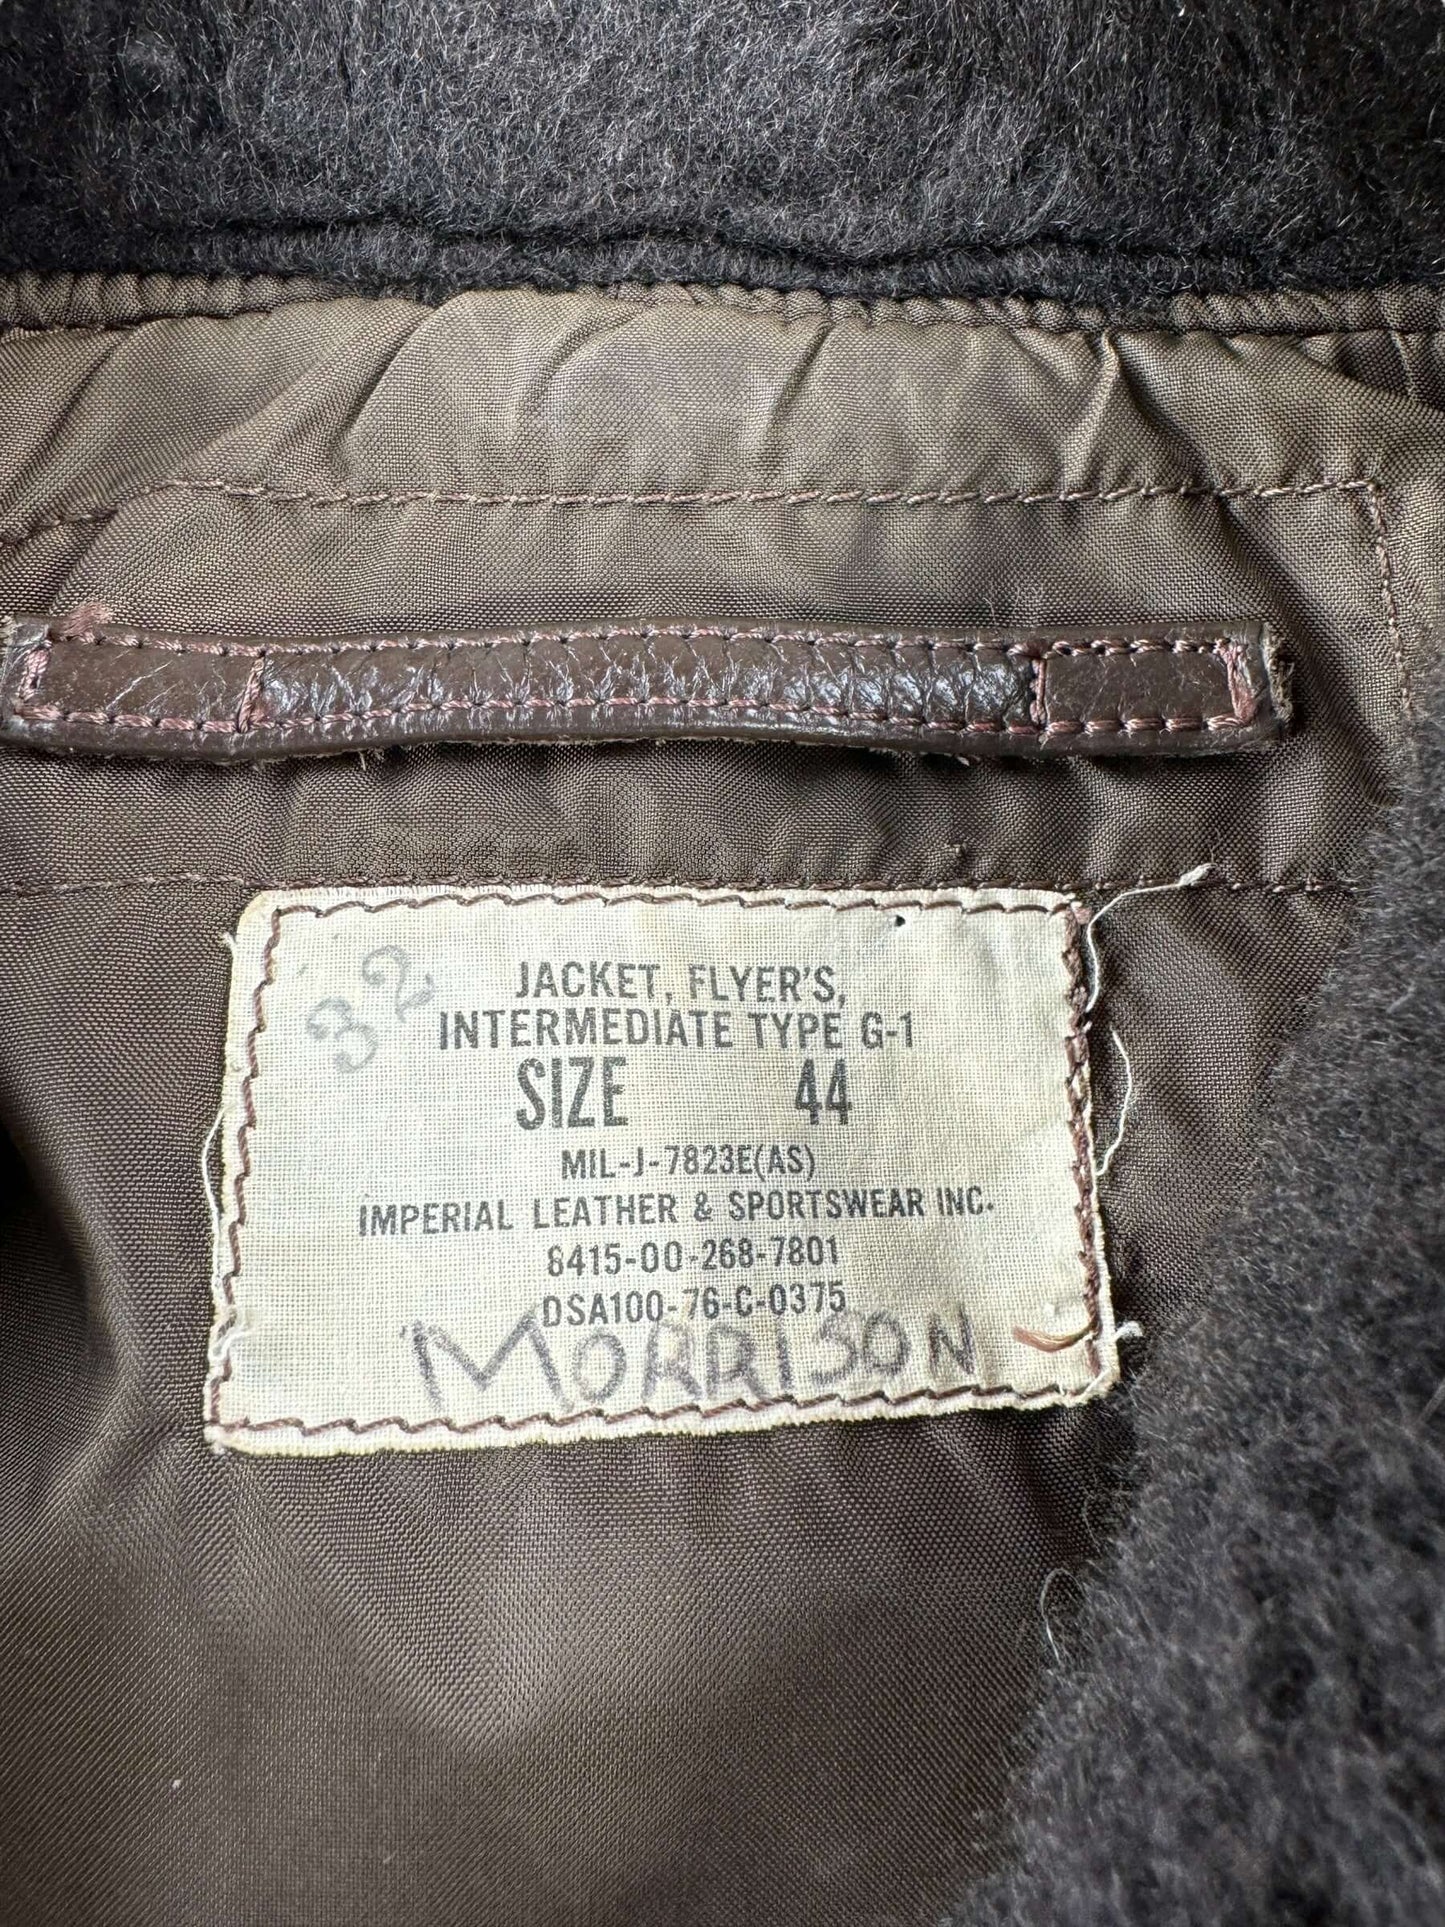 32
JACKET, FLYER'S,
INTERMEDIATE TYPE G-1
SIZE 44
MIL-J-7823E(AS)
IMPERIAL LEATHER & SPORTSWEAR INC.
8415-00-268-7801
DSA100-76-C-0375
MORRISON